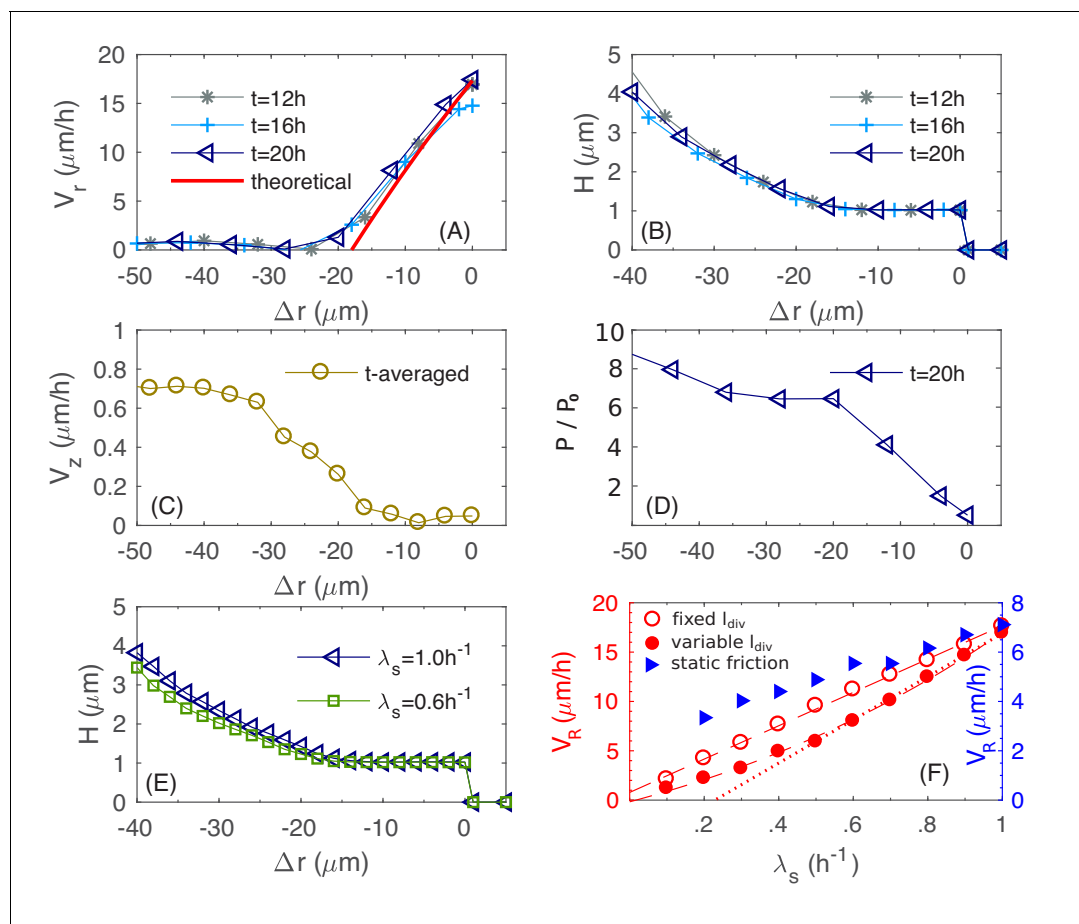 20
15
10
5
0
V_r (μm/h)
t=12h
t=16h
t=20h
theoretical
(A)
-50 -40 -30 -20 -10 0
Δr (μm)
5
4
3
2
1
0
H (μm)
t=12h
t=16h
t=20h
(B)
-40 -30 -20 -10 0
Δr (μm)
1
0.8
0.6
0.4
0.2
0
V_z (μm/h)
t-averaged
(C)
-50 -40 -30 -20 -10 0
Δr (μm)
10
8
6
4
2
P / P_0
t=20h
(D)
-50 -40 -30 -20 -10 0
Δr (μm)
5
4
3
2
1
0
H (μm)
λ_s=1.0h^-1
λ_s=0.6h^-1
(E)
-40 -30 -20 -10 0
Δr (μm)
20
15
10
5
0
V_R (μm/h)
fixed l_div
variable l_div
static friction
8
6
4
2
0
V_R (μm/h)
(F)
.2 .4 .6 .8 1
λ_s (h^-1)